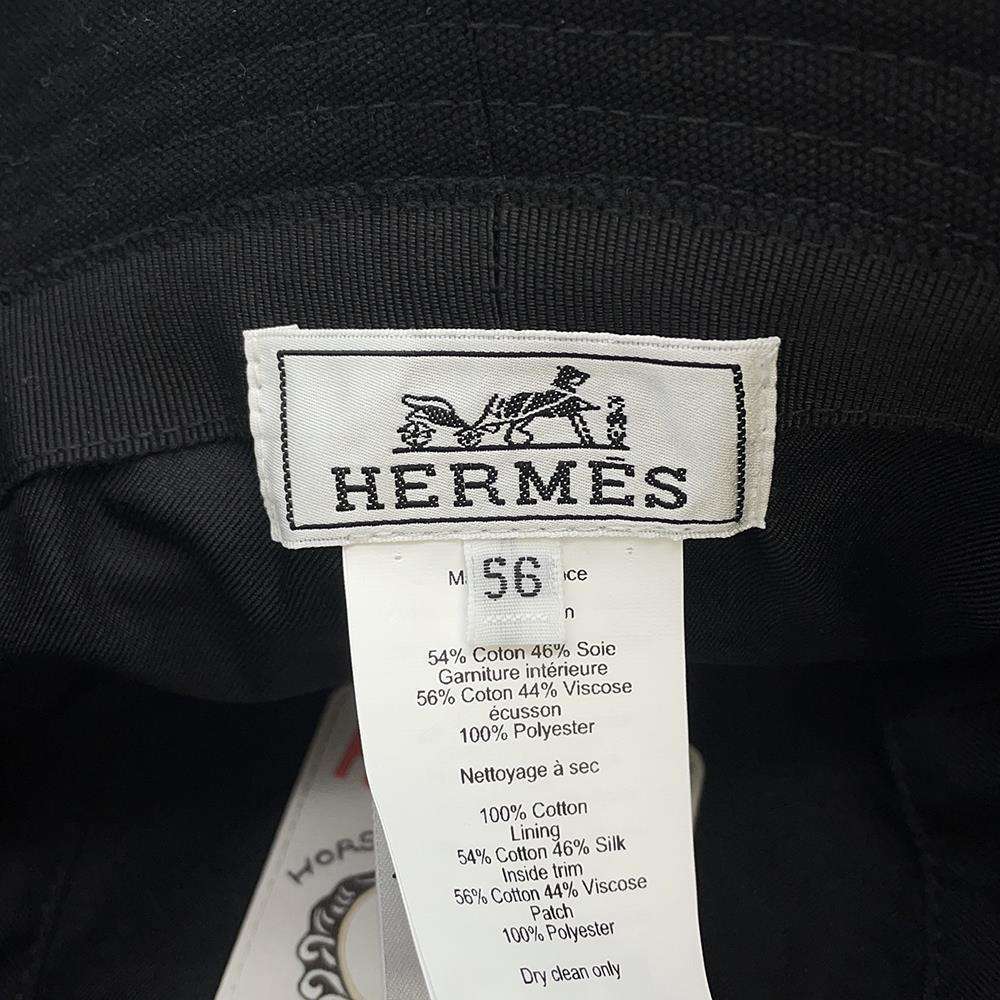 HERMÈS
56
54% Coton 46% Soie
Garniture intérieure
56% Coton 44% Viscose
écusson
100% Polyester
Nettoyage à sec
100% Cotton
Lining
54% Cotton 46% Silk
Inside trim
56% Cotton 44% Viscose
Patch
100% Polyester
Dry clean only
HORS